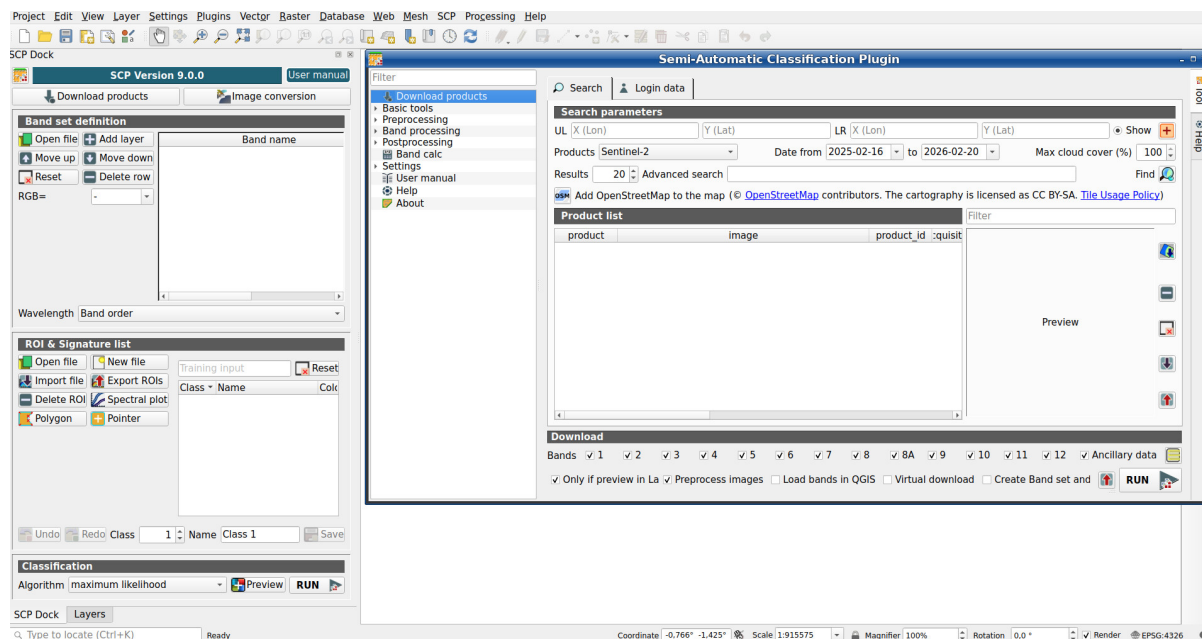 Project Edit View Layer Settings Plugins Vector Raster Database Web Mesh SCP Processing Help
SCP Dock
SCP Version 9.0.0 User manual
Download products Image conversion
Band set definition
Open file Add layer Band name
Move up Move down
Reset Delete row
RGB= -
Wavelength Band order
ROI & Signature list
Open file New file Training input Reset
Import file Export ROIs Class Name Colo
Delete ROI Spectral plot
Polygon Pointer
Undo Redo Class 1 Name Class 1 Save
Classification
Algorithm maximum likelihood Preview RUN
SCP Dock Layers
Type to locate (Ctrl+K) Ready
Semi-Automatic Classification Plugin
Filter
Download products
Basic tools
Preprocessing
Band processing
Postprocessing
Band calc
Settings
User manual
Help
About
Search Login data
Search parameters
UL X (Lon) Y (Lat) LR X (Lon) Y (Lat) Show
Products Sentinel-2 Date from 2025-02-16 to 2026-02-20 Max cloud cover (%) 100
Results 20 Advanced search Find
OSM Add OpenStreetMap to the map (© OpenStreetMap contributors. The cartography is licensed as CC BY-SA. Tile Usage Policy)
Product list Filter
product image product_id :quisit
Preview
Download
Bands 1 2 3 4 5 6 7 8 8A 9 10 11 12 Ancillary data
Only if preview in La Preprocess images Load bands in QGIS Virtual download Create Band set and RUN
Tool
Help
Coordinate -0,766° -1,425° Scale 1:915575 Magnifier 100% Rotation 0,0 ° Render EPSG:4326